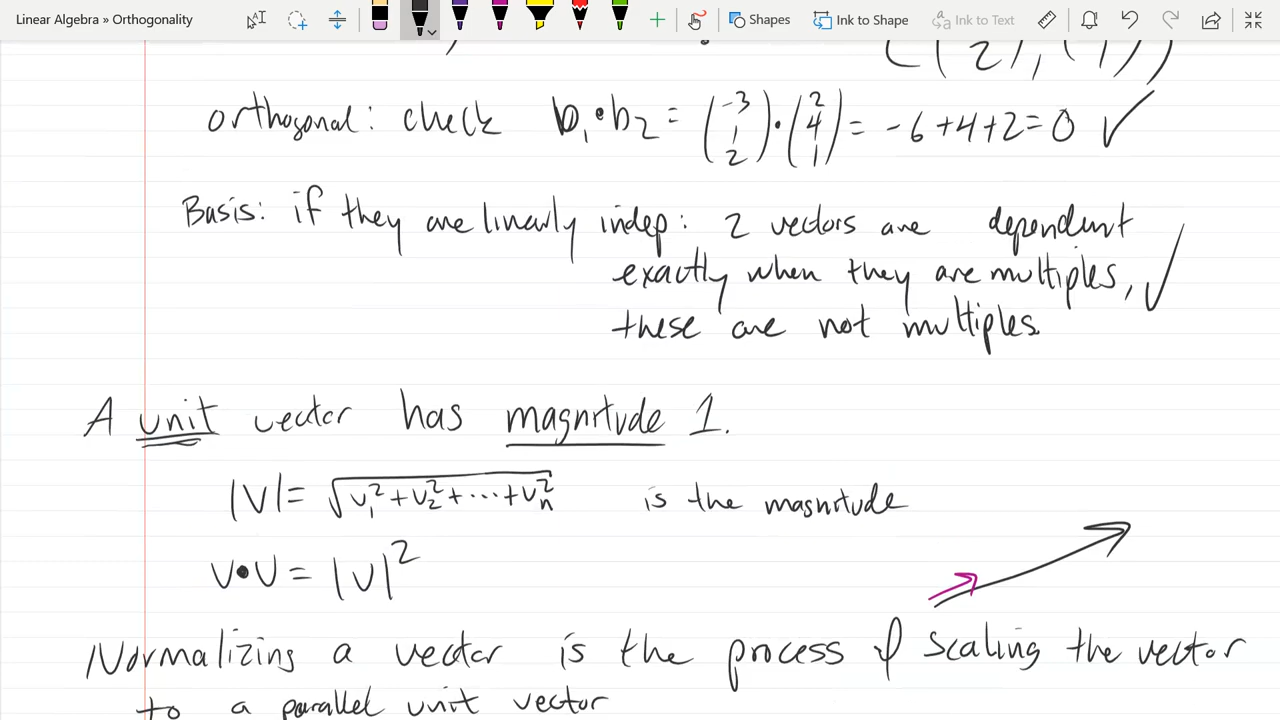 Linear Algebra » Orthogonality
Shapes
Ink to Shape
Ink to Text
2 1
orthogonal: check b₁•b₂ = (-3 1 2)•(2 4 1) = -6+4+2=0 ✓
Basis: if they are linearly indep: 2 vectors are dependent
exactly when they are multiples, ✓
these are not multiples.
A unit vector has magnitude 1.
|V| = √v₁²+v₂²+⋯+vₙ² is the magnitude
V•V = |V|²
Normalizing a vector is the process of scaling the vector
to a parallel unit vector